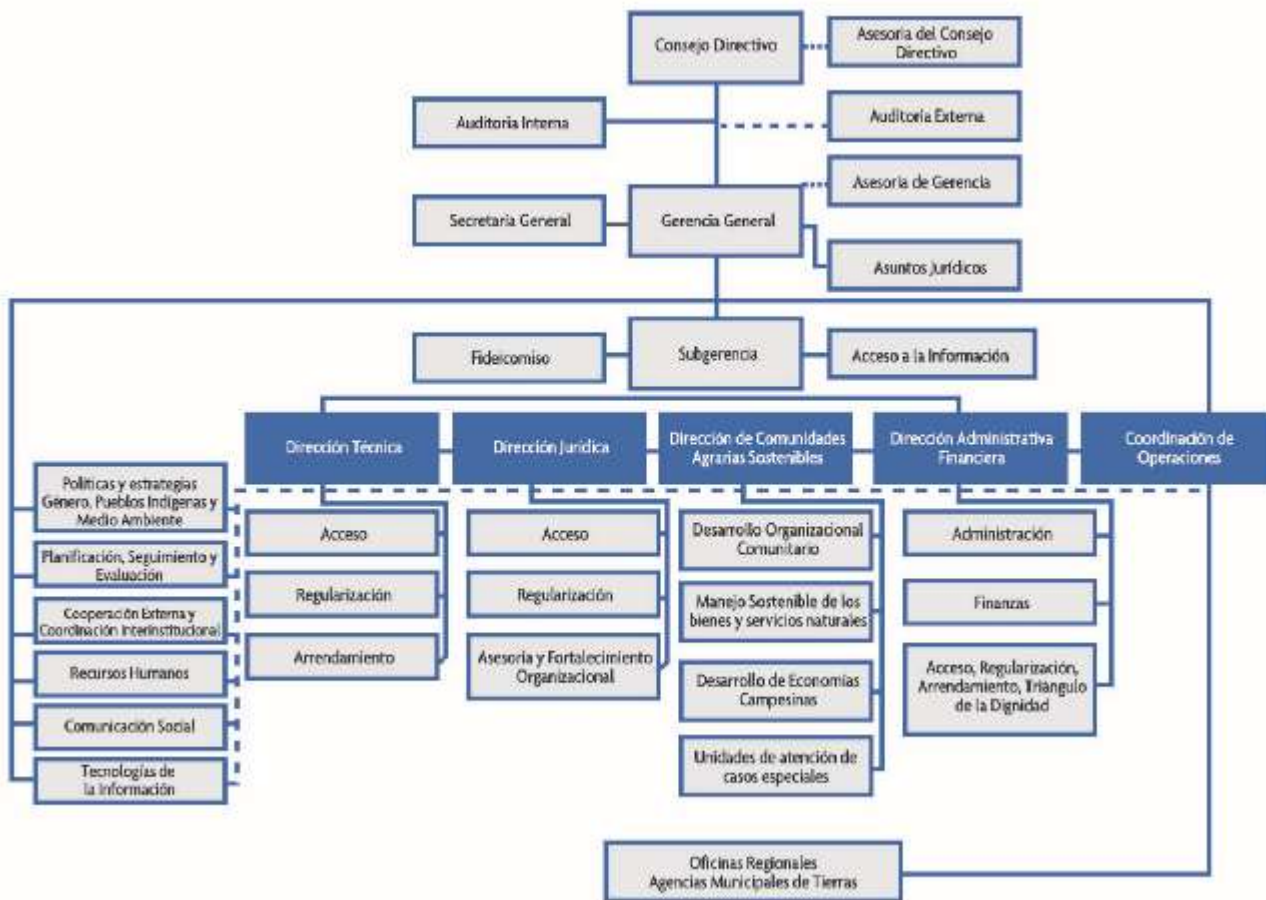 Consejo Directivo
Asesoría del Consejo
Directivo
Auditoría Interna
Auditoría Externa
Asesoría de Gerencia
Secretaría General
Gerencia General
Asuntos Jurídicos
Fideicomiso
Subgerencia
Acceso a la Información
Dirección Técnica
Dirección Jurídica
Dirección de Comunidades
Agrarias Sostenibles
Dirección Administrativa
Financiera
Coordinación de
Operaciones
Políticas y estrategias
Género, Pueblos Indígenas y
Medio Ambiente
Planificación, Seguimiento y
Evaluación
Cooperación Externa y
Coordinación Interinstitucional
Recursos Humanos
Comunicación Social
Tecnologías de
la Información
Acceso
Regularización
Arrendamiento
Acceso
Regularización
Asesoría y Fortalecimiento
Organizacional
Desarrollo Organizacional
Comunitario
Manejo Sostenible de los
bienes y servicios naturales
Desarrollo de Economías
Campesinas
Unidades de atención de
casos especiales
Administración
Finanzas
Acceso, Regularización,
Arrendamiento, Triángulo
de la Dignidad
Oficinas Regionales
Agencias Municipales de Tierras